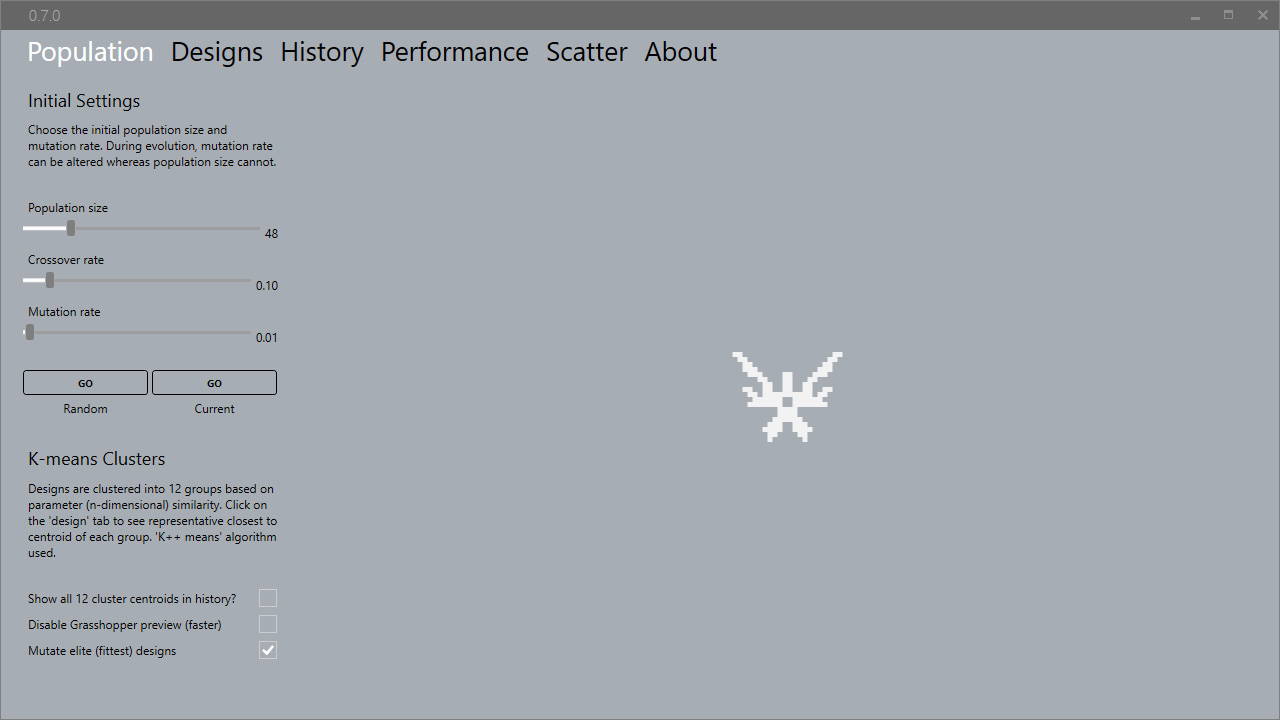 0.7.0
Population Designs History Performance Scatter About
Initial Settings
Choose the initial population size and
mutation rate. During evolution, mutation rate
can be altered whereas population size cannot.
Population size
48
Crossover rate
0.10
Mutation rate
0.01
GO GO
Random Current
K-means Clusters
Designs are clustered into 12 groups based on
parameter (n-dimensional) similarity. Click on
the 'design' tab to see representative closest to
centroid of each group. 'K++ means' algorithm
used.
Show all 12 cluster centroids in history?
Disable Grasshopper preview (faster)
Mutate elite (fittest) designs